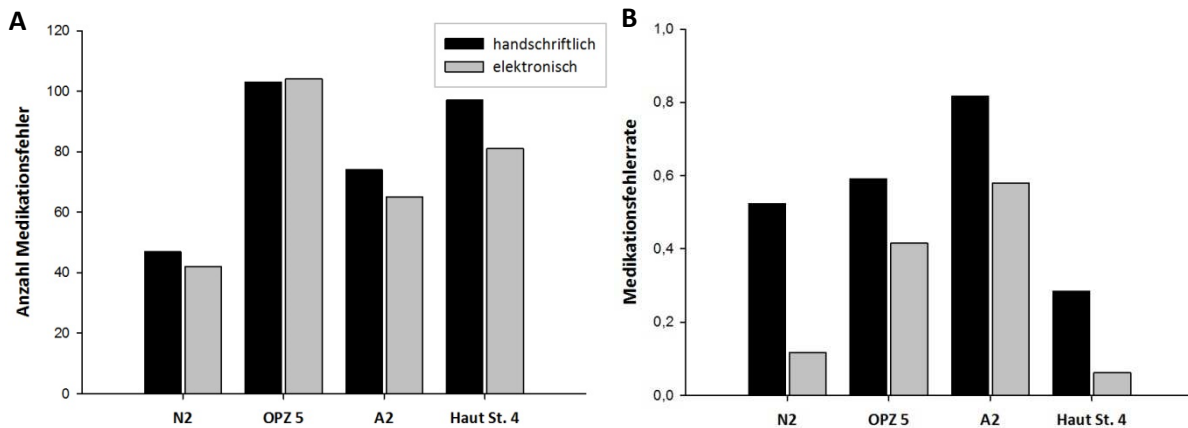 A
120
100
80
60
40
20
0
Anzahl Medikationsfehler
handschriftlich
elektronisch
N2 OPZ 5 A2 Haut St. 4
B
1,0
0,8
0,6
0,4
0,2
0,0
Medikationsfehlerrate
N2 OPZ 5 A2 Haut St. 4